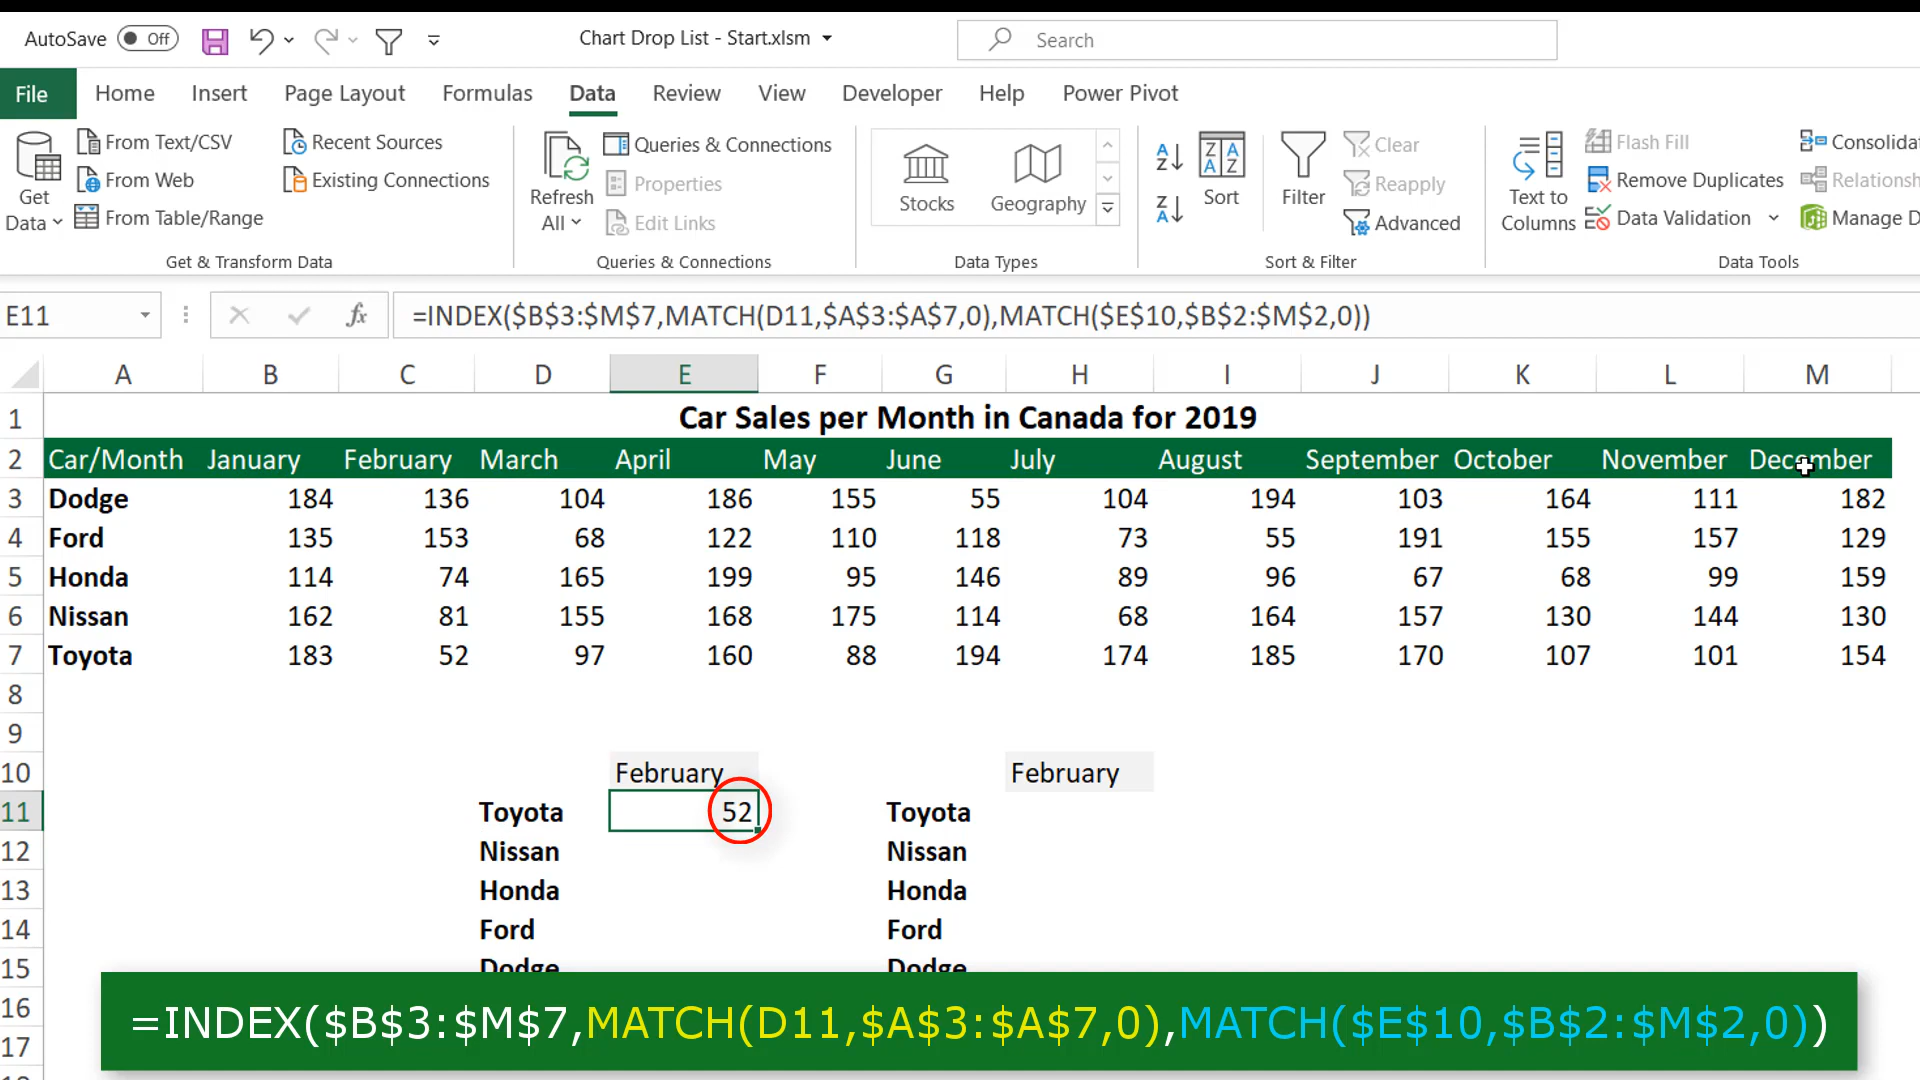 AutoSave Off Chart Drop List - Start.xlsm Search
File Home Insert Page Layout Formulas Data Review View Developer Help Power Pivot
Get Data
From Text/CSV
From Web
From Table/Range
Recent Sources
Existing Connections
Get & Transform Data
Refresh All
Queries & Connections
Properties
Edit Links
Queries & Connections
Stocks Geography
Data Types
Sort
Filter
Clear
Reapply
Advanced
Sort & Filter
Text to Columns
Flash Fill
Remove Duplicates
Data Validation
Consolidat
Relationsh
Manage D
Data Tools
E11 fx =INDEX($B$3:$M$7,MATCH(D11,$A$3:$A$7,0),MATCH($E$10,$B$2:$M$2,0))
A B C D E F G H I J K L M
1 Car Sales per Month in Canada for 2019
2 Car/Month January February March April May June July August September October November December
3 Dodge 184 136 104 186 155 55 104 194 103 164 111 182
4 Ford 135 153 68 122 110 118 73 55 191 155 157 129
5 Honda 114 74 165 199 95 146 89 96 67 68 99 159
6 Nissan 162 81 155 168 175 114 68 164 157 130 144 130
7 Toyota 183 52 97 160 88 194 174 185 170 107 101 154
8
9
10 February February
11 Toyota 52 Toyota
12 Nissan Nissan
13 Honda Honda
14 Ford Ford
15 Dodge Dodge
16
17
=INDEX($B$3:$M$7,MATCH(D11,$A$3:$A$7,0),MATCH($E$10,$B$2:$M$2,0))